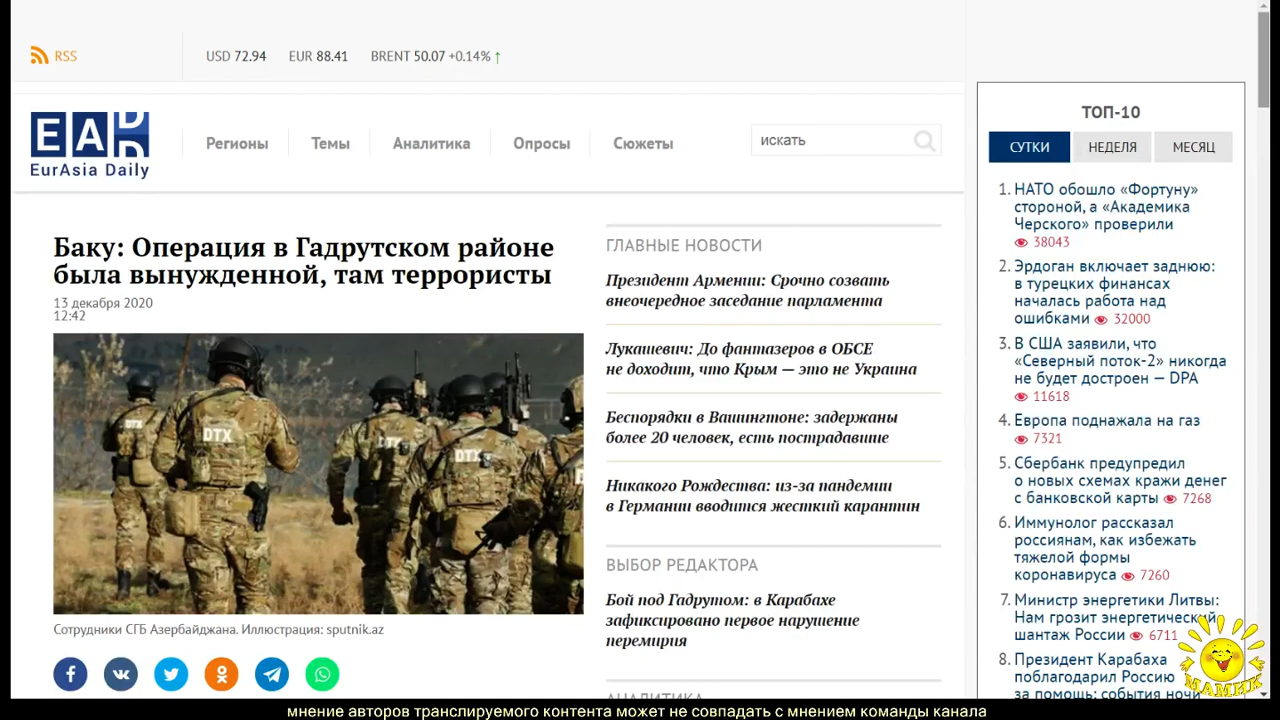 RSS
USD 72.94 EUR 88.41 BRENT 50.07 +0.14% ↑
EAD
EurAsia Daily
Регионы Темы Аналитика Опросы Сюжеты
искать
Баку: Операция в Гадрутском районе
была вынужденной, там террористы
13 декабря 2020
12:42
DTX
DTX
DTX
DTX
Сотрудники СГБ Азербайджана. Иллюстрация: sputnik.az
ГЛАВНЫЕ НОВОСТИ
Президент Армении: Срочно созвать
внеочередное заседание парламента
Лукашевич: До фантазеров в ОБСЕ
не доходит, что Крым — это не Украина
Беспорядки в Вашингтоне: задержаны
более 20 человек, есть пострадавшие
Никакого Рождества: из-за пандемии
в Германии вводится жесткий карантин
ВЫБОР РЕДАКТОРА
Бой под Гадрутом: в Карабахе
зафиксировано первое нарушение
перемирия
АНАЛИТИКА
ТОП-10
СУТКИ НЕДЕЛЯ МЕСЯЦ
1. НАТО обошло «Фортуну»
стороной, а «Академика
Черского» проверили
38043
2. Эрдоган включает заднюю:
в турецких финансах
началась работа над
ошибками 32000
3. В США заявили, что
«Северный поток-2» никогда
не будет достроен — DPA
11618
4. Европа поднажала на газ
7321
5. Сбербанк предупредил
о новых схемах кражи денег
с банковской карты 7268
6. Иммунолог рассказал
россиянам, как избежать
тяжелой формы
коронавируса 7260
7. Министр энергетики Литвы:
Нам грозит энергетический
шантаж России 6711
8. Президент Карабаха
поблагодарил Россию
за помощь: события ночи
МАМИК
мнение авторов транслируемого контента может не совпадать с мнением команды канала